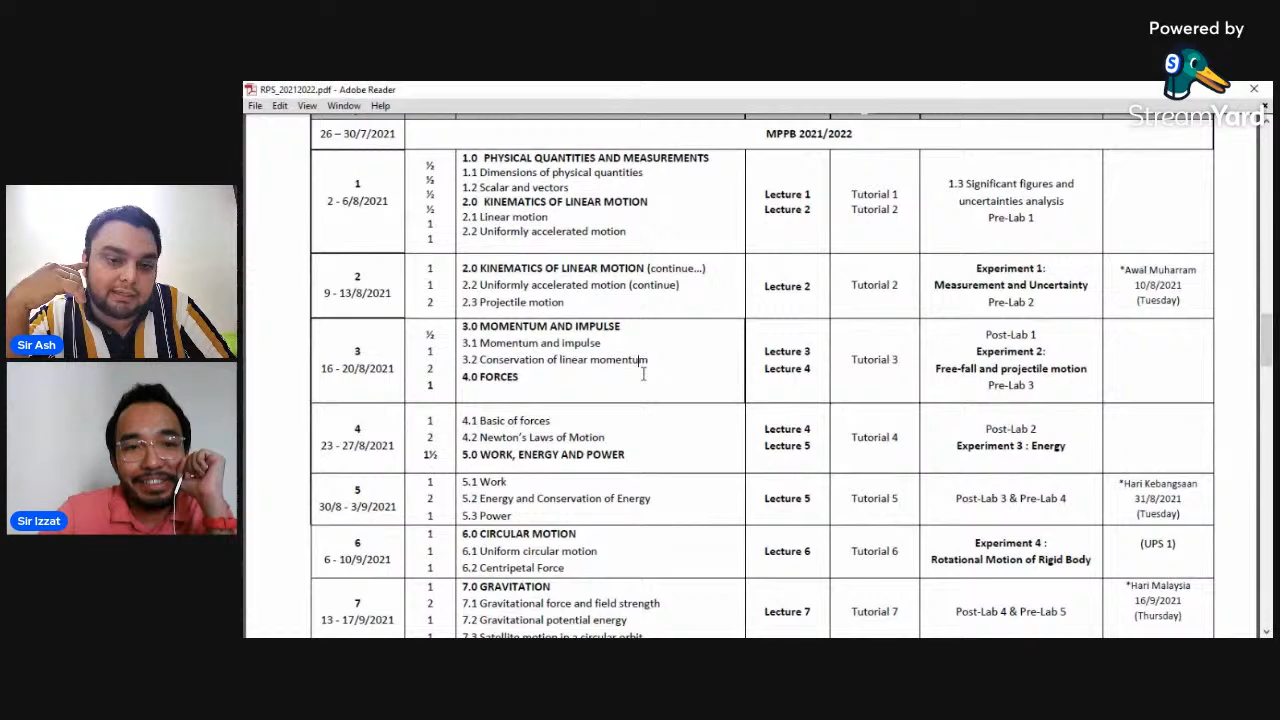 Powered by
StreamYard
RPS_20212022.pdf - Adobe Reader
File Edit View Window Help
26 – 30/7/2021 MPPB 2021/2022
1
2 - 6/8/2021
½
½
½
½
1
1
1.0 PHYSICAL QUANTITIES AND MEASUREMENTS
1.1 Dimensions of physical quantities
1.2 Scalar and vectors
2.0 KINEMATICS OF LINEAR MOTION
2.1 Linear motion
2.2 Uniformly accelerated motion
Lecture 1
Lecture 2
Tutorial 1
Tutorial 2
1.3 Significant figures and
uncertainties analysis
Pre-Lab 1
2
9 - 13/8/2021
1
1
2
2.0 KINEMATICS OF LINEAR MOTION (continue...)
2.2 Uniformly accelerated motion (continue)
2.3 Projectile motion
Lecture 2
Tutorial 2
Experiment 1:
Measurement and Uncertainty
Pre-Lab 2
*Awal Muharram
10/8/2021
(Tuesday)
3
16 - 20/8/2021
½
1
2
1
3.0 MOMENTUM AND IMPULSE
3.1 Momentum and impulse
3.2 Conservation of linear momentum
4.0 FORCES
Lecture 3
Lecture 4
Tutorial 3
Post-Lab 1
Experiment 2:
Free-fall and projectile motion
Pre-Lab 3
4
23 - 27/8/2021
1
2
1½
4.1 Basic of forces
4.2 Newton's Laws of Motion
5.0 WORK, ENERGY AND POWER
Lecture 4
Lecture 5
Tutorial 4
Post-Lab 2
Experiment 3 : Energy
5
30/8 - 3/9/2021
1
2
1
5.1 Work
5.2 Energy and Conservation of Energy
5.3 Power
Lecture 5
Tutorial 5
Post-Lab 3 & Pre-Lab 4
*Hari Kebangsaan
31/8/2021
(Tuesday)
6
6 - 10/9/2021
1
1
1
6.0 CIRCULAR MOTION
6.1 Uniform circular motion
6.2 Centripetal Force
Lecture 6
Tutorial 6
Experiment 4 :
Rotational Motion of Rigid Body
(UPS 1)
7
13 - 17/9/2021
1
2
1
1
7.0 GRAVITATION
7.1 Gravitational force and field strength
7.2 Gravitational potential energy
7.3 Satellite motion in a circular orbit
Lecture 7
Tutorial 7
Post-Lab 4 & Pre-Lab 5
*Hari Malaysia
16/9/2021
(Thursday)
Sir Ash
Sir Izzat